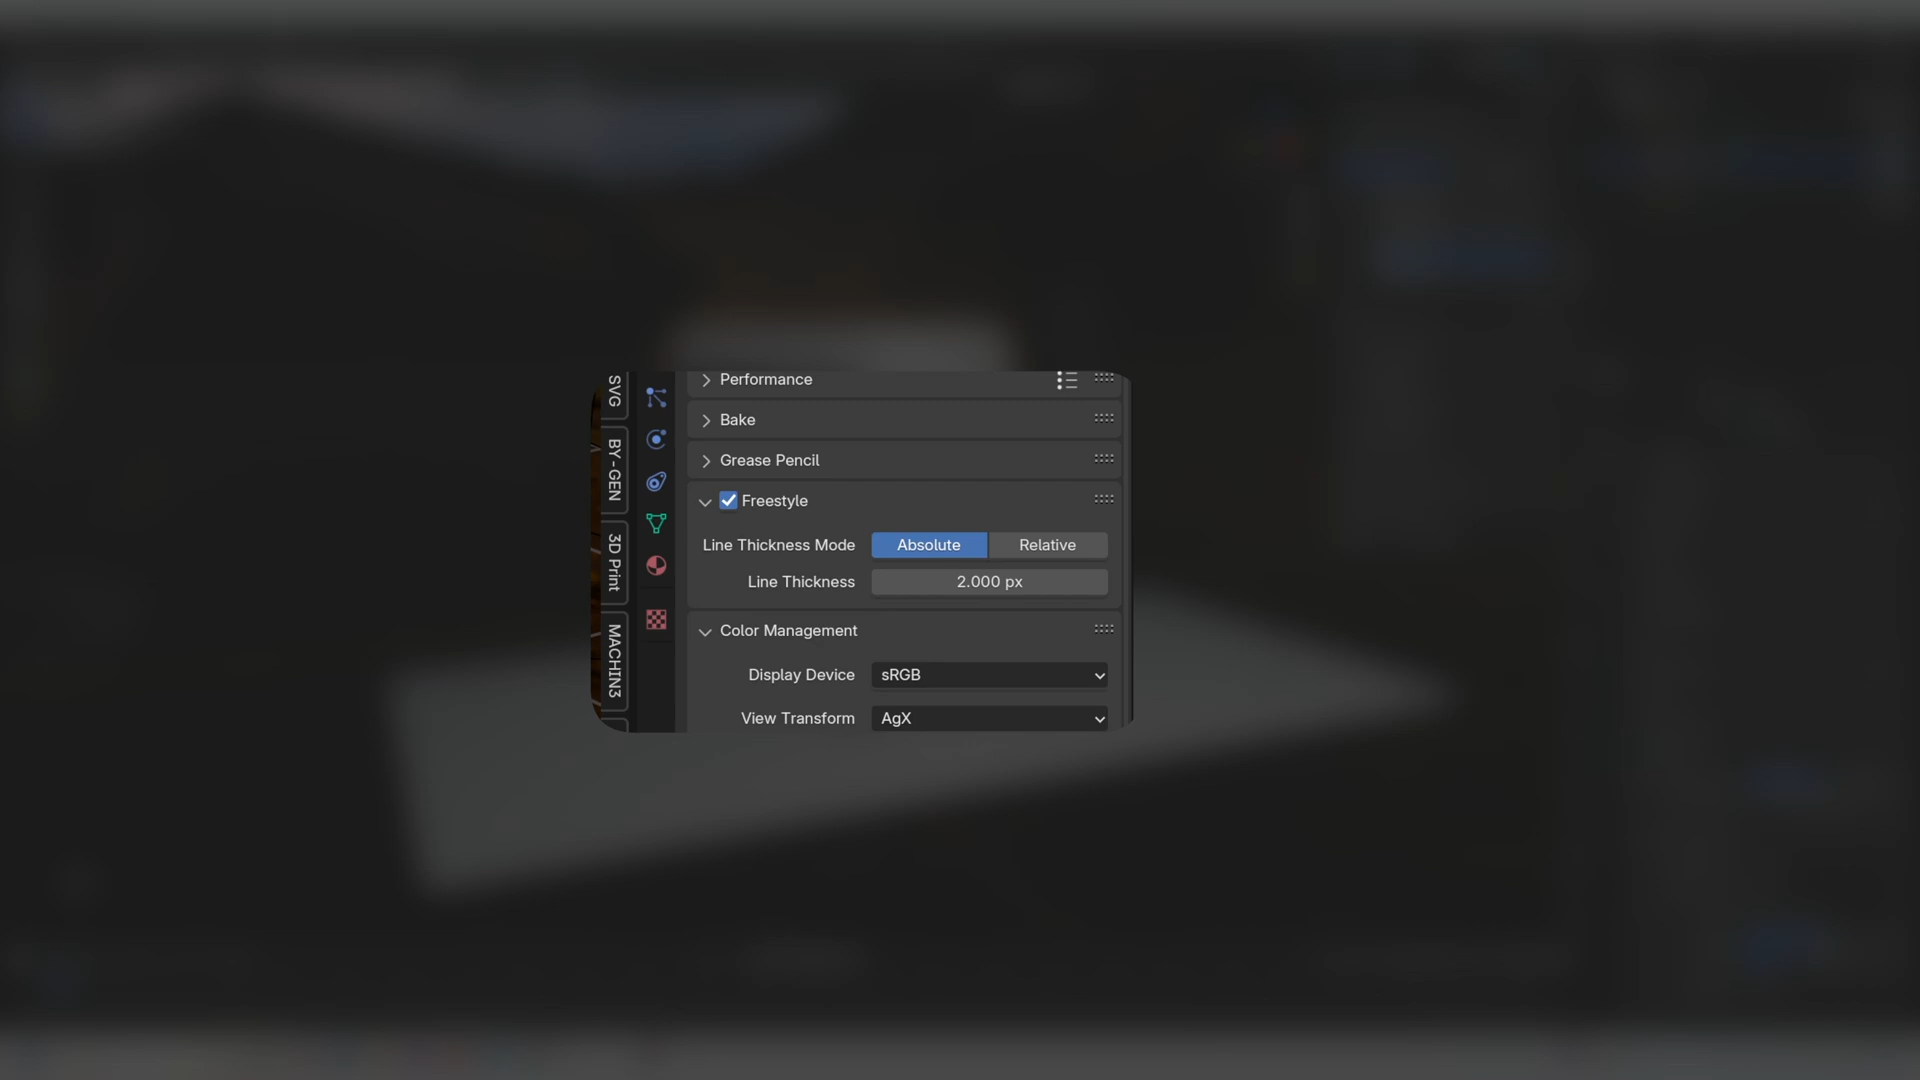 SVG
BY-GEN
3D Print
MACHIN3
Performance
Bake
Grease Pencil
Freestyle
Line Thickness Mode Absolute Relative
Line Thickness 2.000 px
Color Management
Display Device sRGB
View Transform AgX